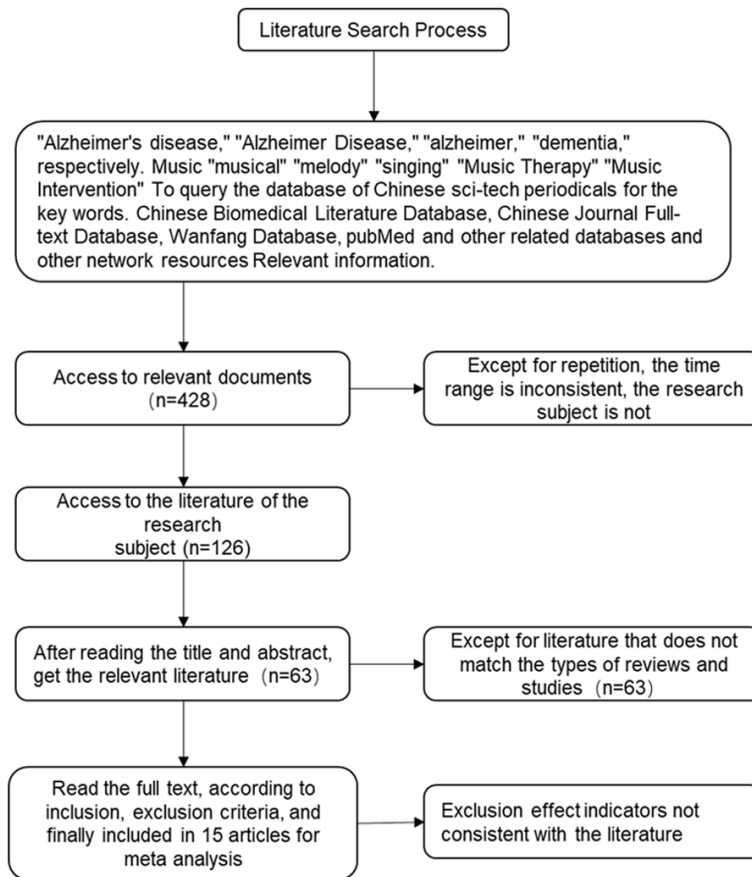 Literature Search Process
"Alzheimer's disease," "Alzheimer Disease," "alzheimer," "dementia,"
respectively. Music "musical" "melody" "singing" "Music Therapy" "Music
Intervention" To query the database of Chinese sci-tech periodicals for the
key words. Chinese Biomedical Literature Database, Chinese Journal Full-
text Database, Wanfang Database, pubMed and other related databases and
other network resources Relevant information.
Access to relevant documents
（n=428）
Except for repetition, the time
range is inconsistent, the research
subject is not
Access to the literature of the
research
subject (n=126)
After reading the title and abstract,
get the relevant literature（n=63）
Except for literature that does not
match the types of reviews and
studies（n=63）
Read the full text, according to
inclusion, exclusion criteria, and
finally included in 15 articles for
meta analysis
Exclusion effect indicators not
consistent with the literature